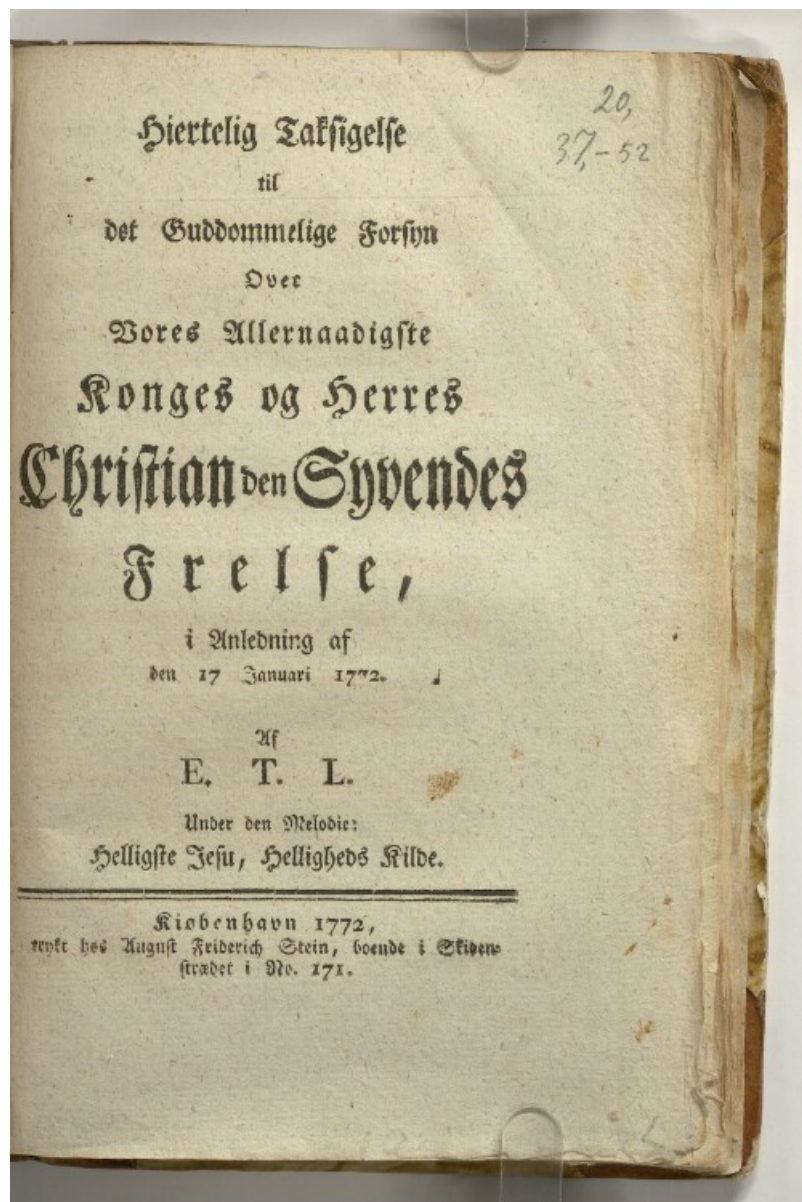 20,
37,-52
Hiertelig Taksigelse
til
det Guddommelige Forsyn
Over
Vores Allernaadigste
Konges og Herres
Christian den Syvendes
Frelse,
i Anledning af
den 17 Januari 1772.
Af
E. T. L.
Under den Melodie:
Helligste Jesu, Helligheds Kilde.
Kiøbenhavn 1772,
trykt hos August Friderich Stein, boende i Skiden-
strædet i No. 171.